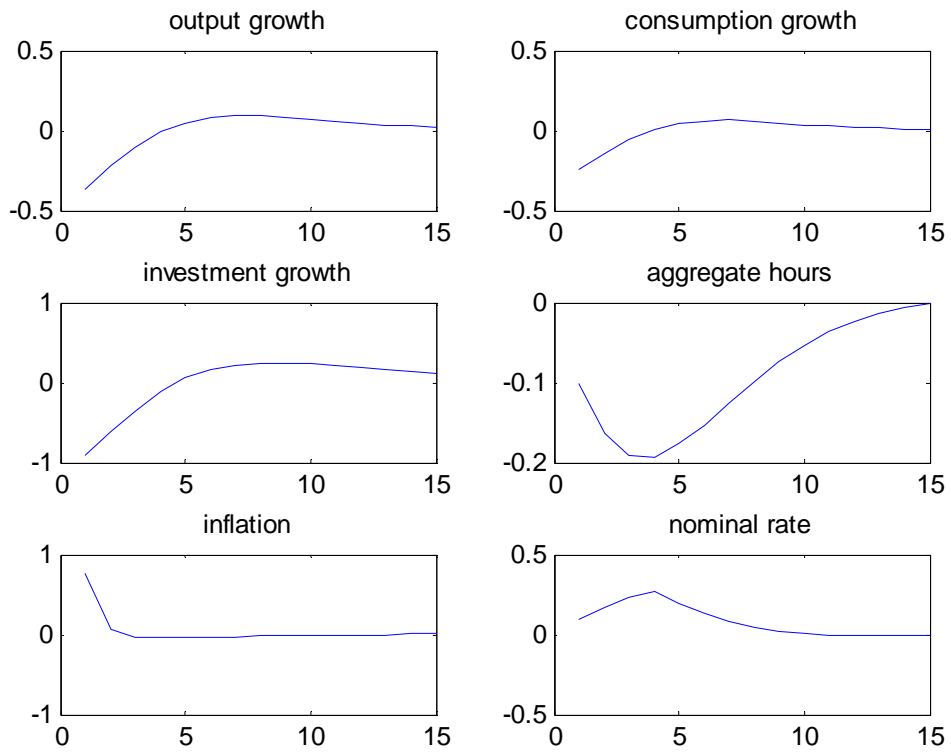 output growth
0.5
0
-0.5
0 5 10 15
consumption growth
0.5
0
-0.5
0 5 10 15
investment growth
1
0
-1
0 5 10 15
aggregate hours
0
-0.1
-0.2
0 5 10 15
inflation
1
0
-1
0 5 10 15
nominal rate
0.5
0
-0.5
0 5 10 15